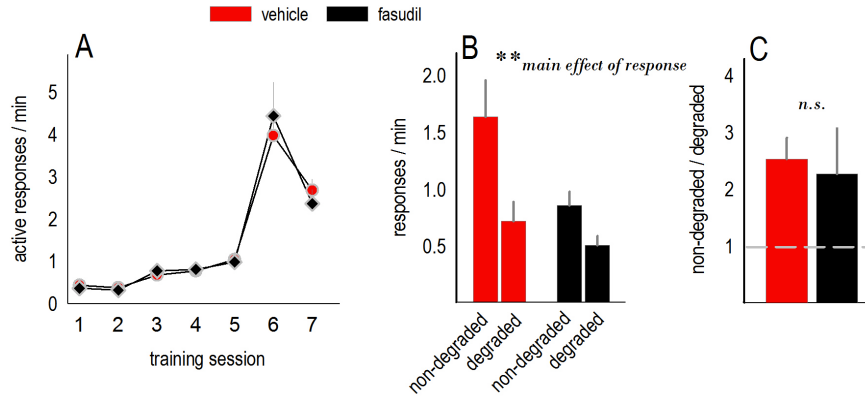 vehicle fasudil
A
active responses / min
5
4
3
2
1
0
1 2 3 4 5 6 7
training session
B
** main effect of response
responses / min
2.0
1.5
1.0
0.5
non-degraded
degraded
non-degraded
degraded
C
n.s.
non-degraded / degraded
4
3
2
1